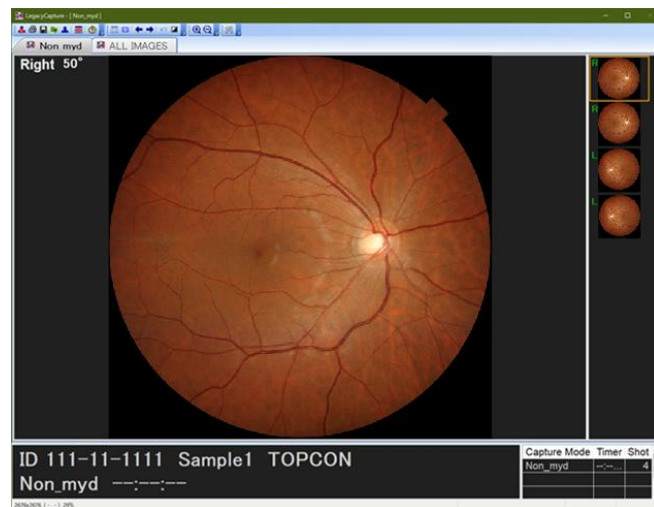 LegacyCapture - [ Non_myd ]
Non myd
ALL IMAGES
Right 50°
R
R
L
L
ID 111-11-1111 Sample1 TOPCON
Non_myd --:--:--
Capture Mode Timer Shot
Non_myd --:--... 4